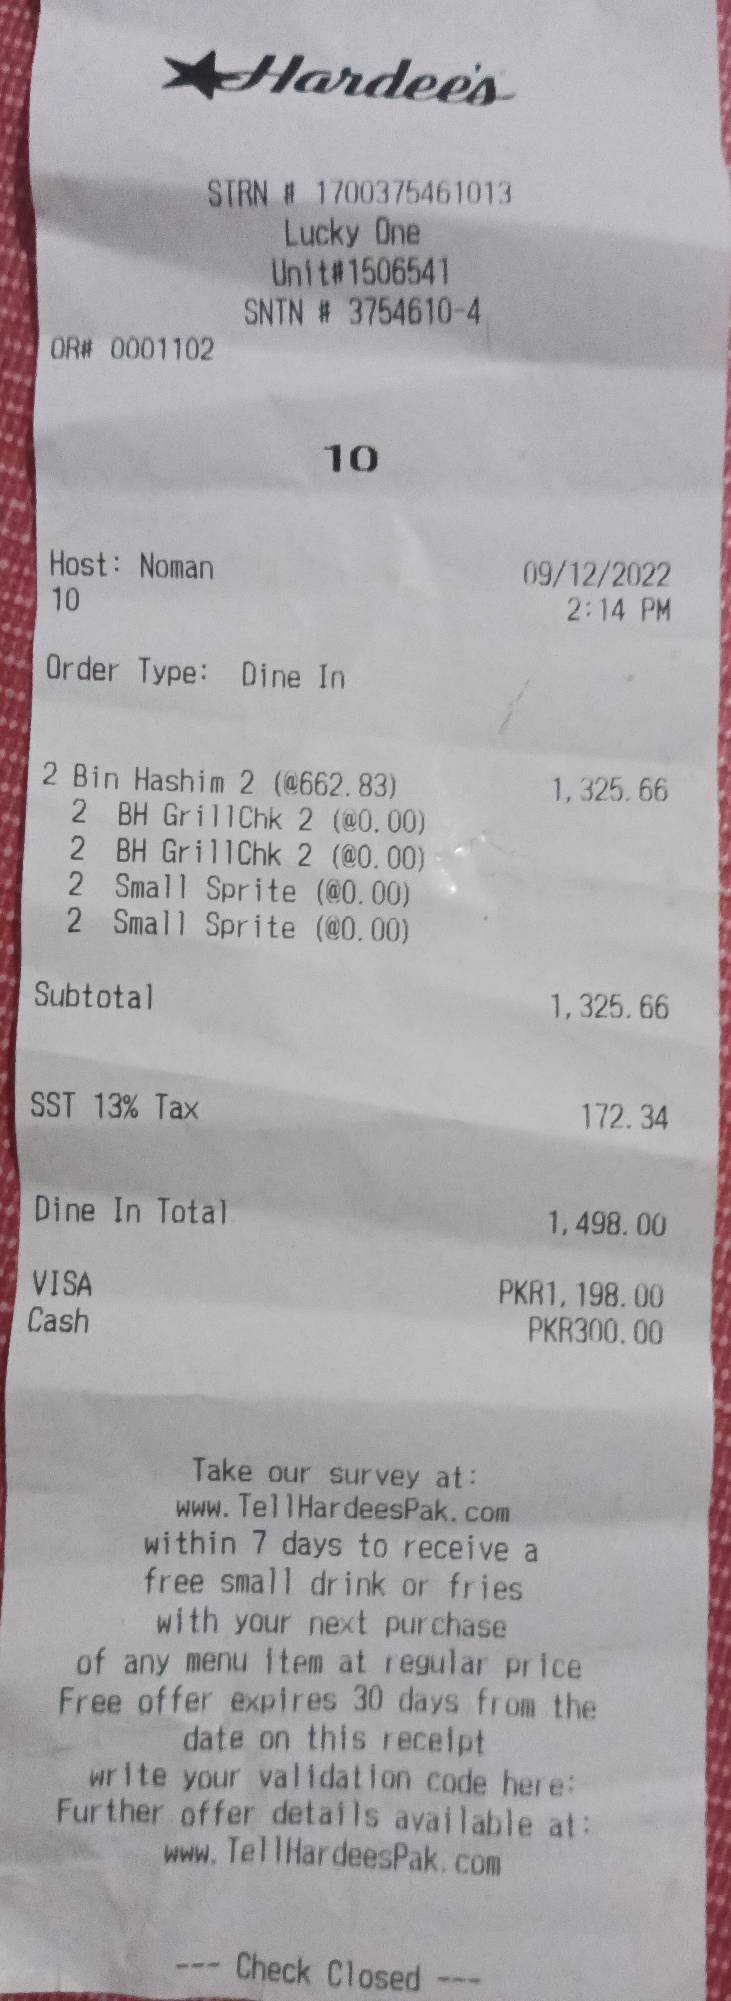 Hardee's
STRN # 1700375461013
Lucky One
Unit#1506541
SNTN # 3754610-4
OR# 0001102
10
Host: Noman 09/12/2022
10 2:14 PM
Order Type: Dine In
2 Bin Hashim 2 (@662.83) 1,325.66
2 BH GrillChk 2 (@0.00)
2 BH GrillChk 2 (@0.00)
2 Small Sprite (@0.00)
2 Small Sprite (@0.00)
Subtotal 1,325.66
SST 13% Tax 172.34
Dine In Total 1,498.00
VISA PKR1,198.00
Cash PKR300.00
Take our survey at:
www.TellHardeesPak.com
within 7 days to receive a
free small drink or fries
with your next purchase
of any menu item at regular price
Free offer expires 30 days from the
date on this receipt
write your validation code here:
Further offer details available at:
www.TellHardeesPak.com
--- Check Closed ---